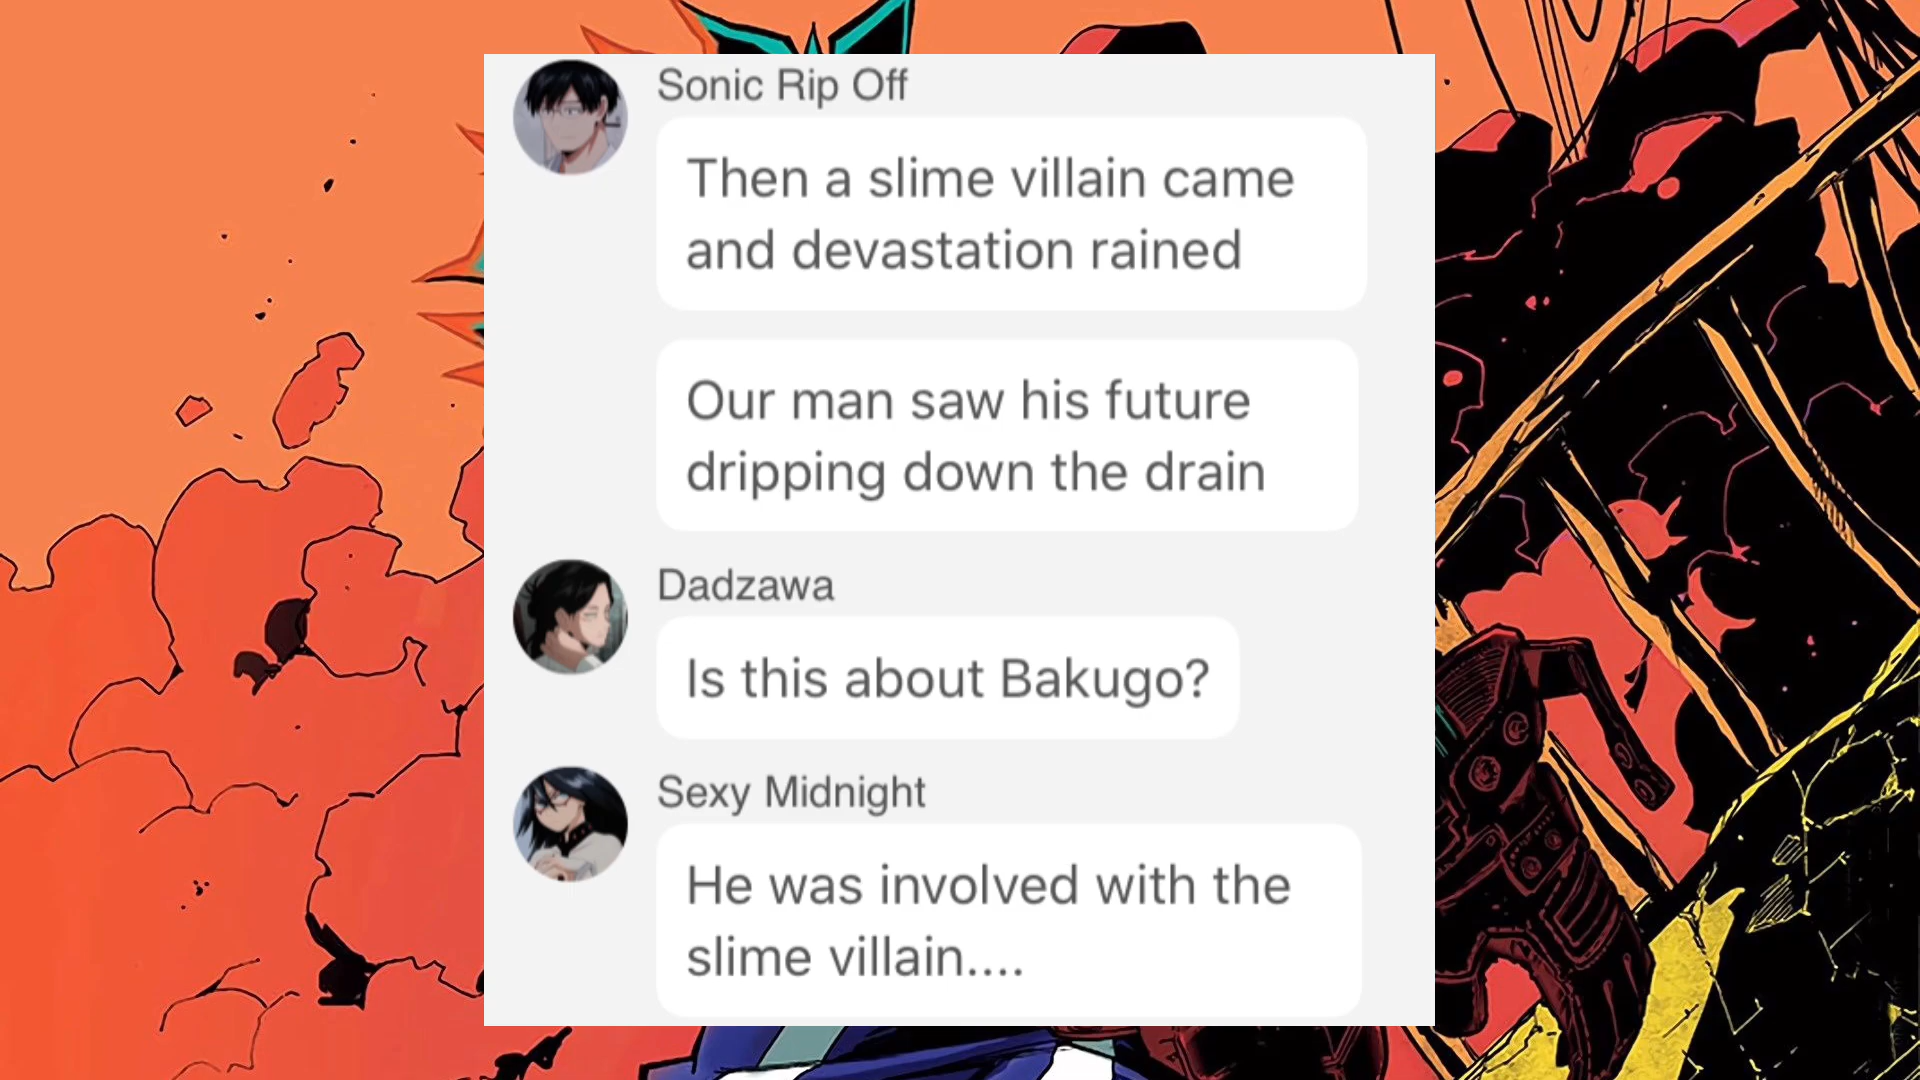 Sonic Rip Off
Then a slime villain came
and devastation rained
Our man saw his future
dripping down the drain
Dadzawa
Is this about Bakugo?
Sexy Midnight
He was involved with the
slime villain....